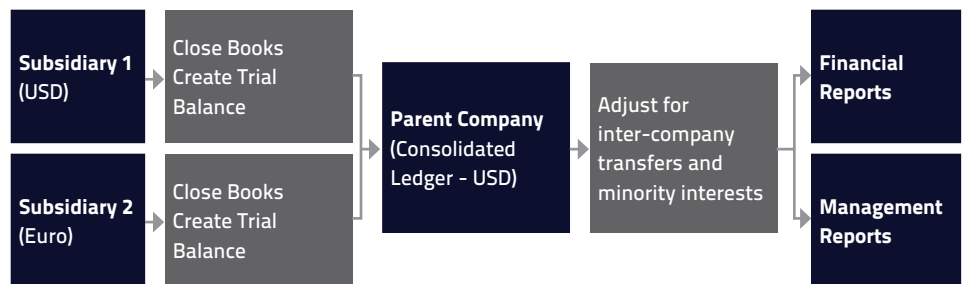 Subsidiary 1
(USD)
Close Books
Create Trial
Balance
Subsidiary 2
(Euro)
Close Books
Create Trial
Balance
Parent Company
(Consolidated
Ledger - USD)
Adjust for
inter-company
transfers and
minority interests
Financial
Reports
Management
Reports